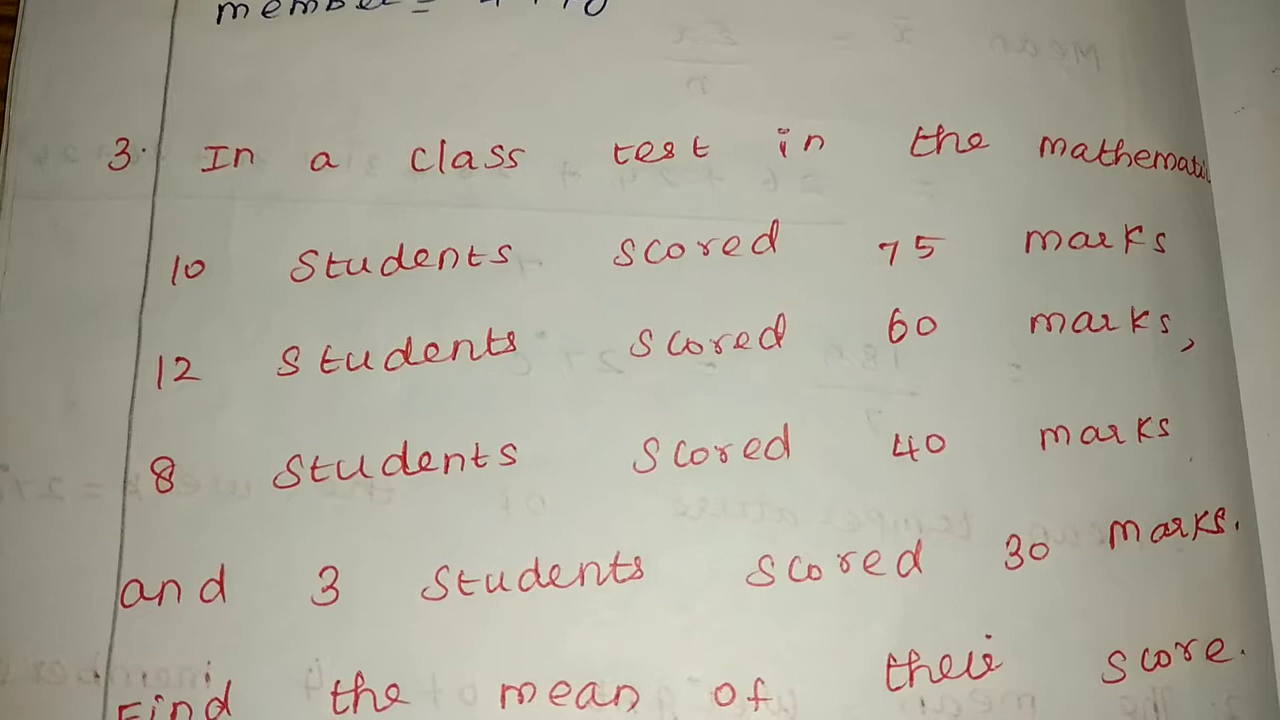 3. In a class test in the mathemati
10 students scored 75 marks
12 students scored 60 marks,
8 students scored 40 marks
and 3 students scored 30 marks.
Find the mean of their score.